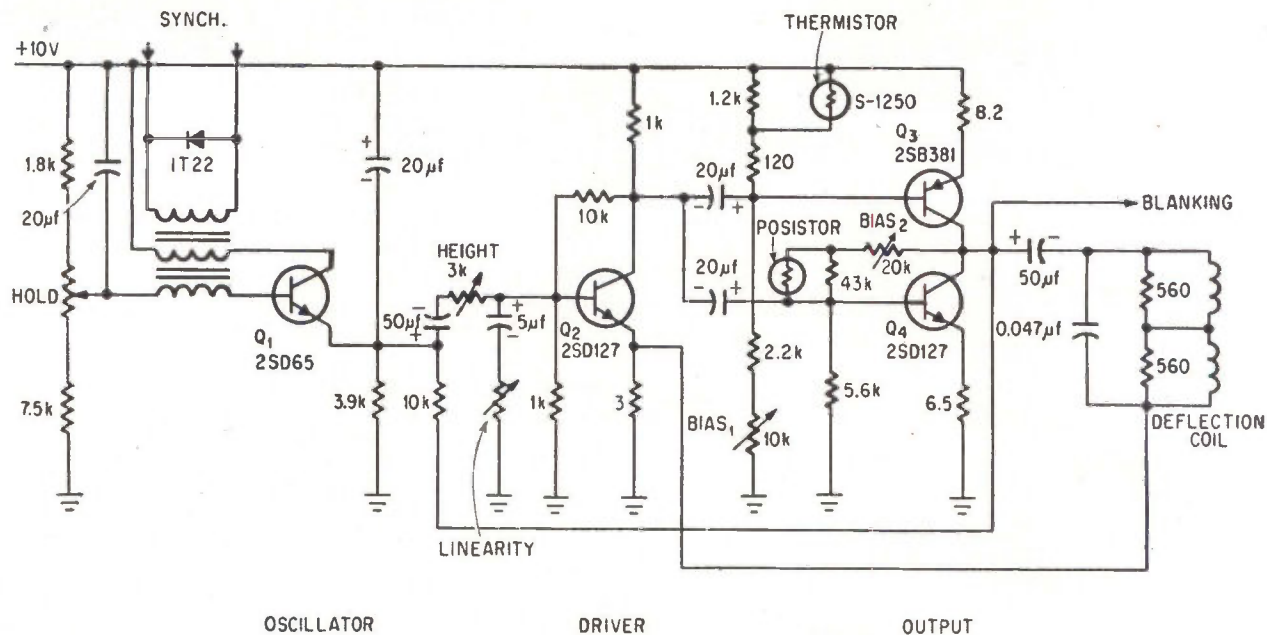 SYNCH.
+10V
THERMISTOR
1.2k
S-1250
8.2
1k
Q3
2SB381
1.8k
1T22
+
20µf
-
120
20µf
20µf
- +
10k
BLANKING
POSISTOR
BIAS2
20k
43k
+ -
50µf
HEIGHT
3k
20µf
- +
HOLD
Q1
2SD65
50µf
-
+
+
5µf
-
Q2
2SD127
Q4
2SD127
0.047µf
560
560
2.2k
7.5k
3.9k
10k
1k
3
BIAS1
10k
5.6k
6.5
DEFLECTION
COIL
LINEARITY
OSCILLATOR
DRIVER
OUTPUT